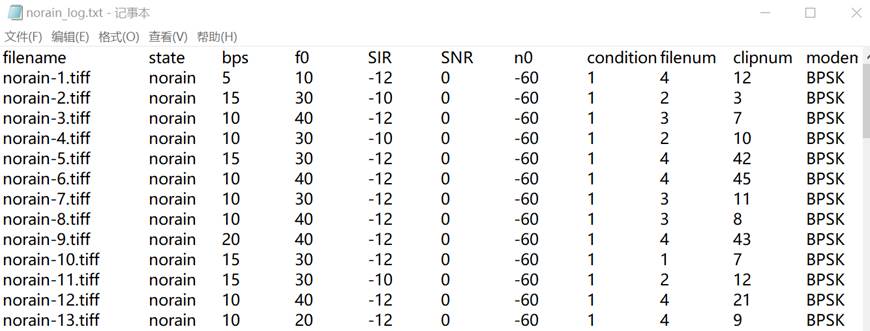 norain_log.txt - 记事本
文件(F) 编辑(E) 格式(O) 查看(V) 帮助(H)
filename state bps f0 SIR SNR n0 condition filenum clipnum moden
norain-1.tiff norain 5 10 -12 0 -60 1 4 12 BPSK
norain-2.tiff norain 15 30 -10 0 -60 1 2 3 BPSK
norain-3.tiff norain 10 40 -12 0 -60 1 3 7 BPSK
norain-4.tiff norain 10 30 -10 0 -60 1 2 10 BPSK
norain-5.tiff norain 15 30 -12 0 -60 1 4 42 BPSK
norain-6.tiff norain 10 40 -12 0 -60 1 4 45 BPSK
norain-7.tiff norain 10 30 -12 0 -60 1 3 11 BPSK
norain-8.tiff norain 10 40 -12 0 -60 1 3 8 BPSK
norain-9.tiff norain 20 40 -12 0 -60 1 4 43 BPSK
norain-10.tiff norain 15 30 -12 0 -60 1 1 7 BPSK
norain-11.tiff norain 15 30 -10 0 -60 1 2 12 BPSK
norain-12.tiff norain 10 40 -12 0 -60 1 4 21 BPSK
norain-13.tiff norain 10 20 -12 0 -60 1 4 9 BPSK